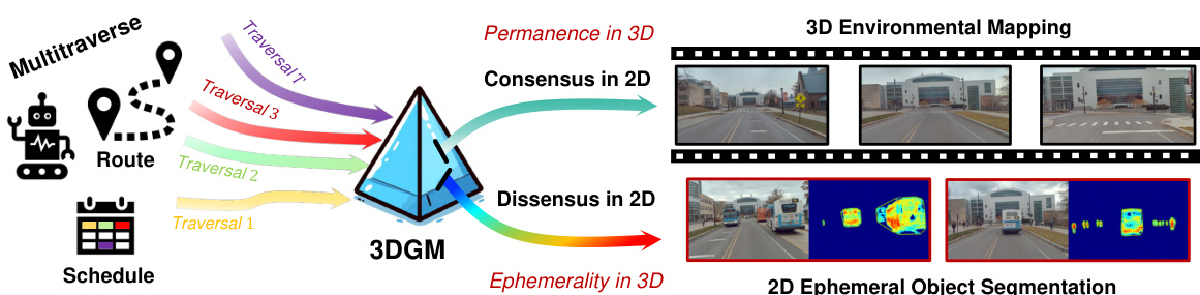 Multitraverse
Route
Schedule
Traversal T
Traversal 3
Traversal 2
Traversal 1
3DGM
Permanence in 3D
Consensus in 2D
Dissensus in 2D
Ephemerality in 3D
3D Environmental Mapping
2D Ephemeral Object Segmentation